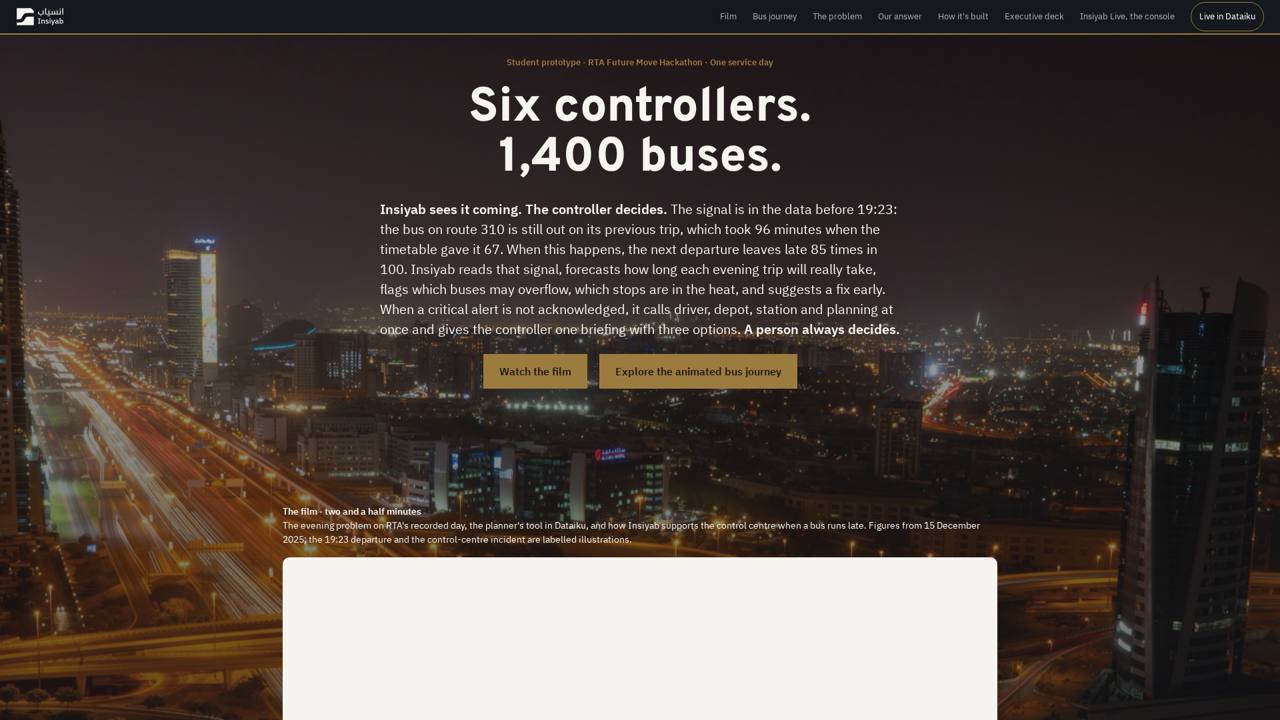 انسياب
Insiyab
Film
Bus journey
The problem
Our answer
How it's built
Executive deck
Insiyab Live, the console
Live in Dataiku
Student prototype · RTA Future Move Hackathon · One service day
Six controllers.
1,400 buses.
Insiyab sees it coming. The controller decides. The signal is in the data before 19:23:
the bus on route 310 is still out on its previous trip, which took 96 minutes when the
timetable gave it 67. When this happens, the next departure leaves late 85 times in
100. Insiyab reads that signal, forecasts how long each evening trip will really take,
flags which buses may overflow, which stops are in the heat, and suggests a fix early.
When a critical alert is not acknowledged, it calls driver, depot, station and planning at
once and gives the controller one briefing with three options. A person always decides.
Watch the film
Explore the animated bus journey
The film · two and a half minutes
The evening problem on RTA's recorded day, the planner's tool in Dataiku, and how Insiyab supports the control centre when a bus runs late. Figures from 15 December
2025; the 19:23 departure and the control-centre incident are labelled illustrations.